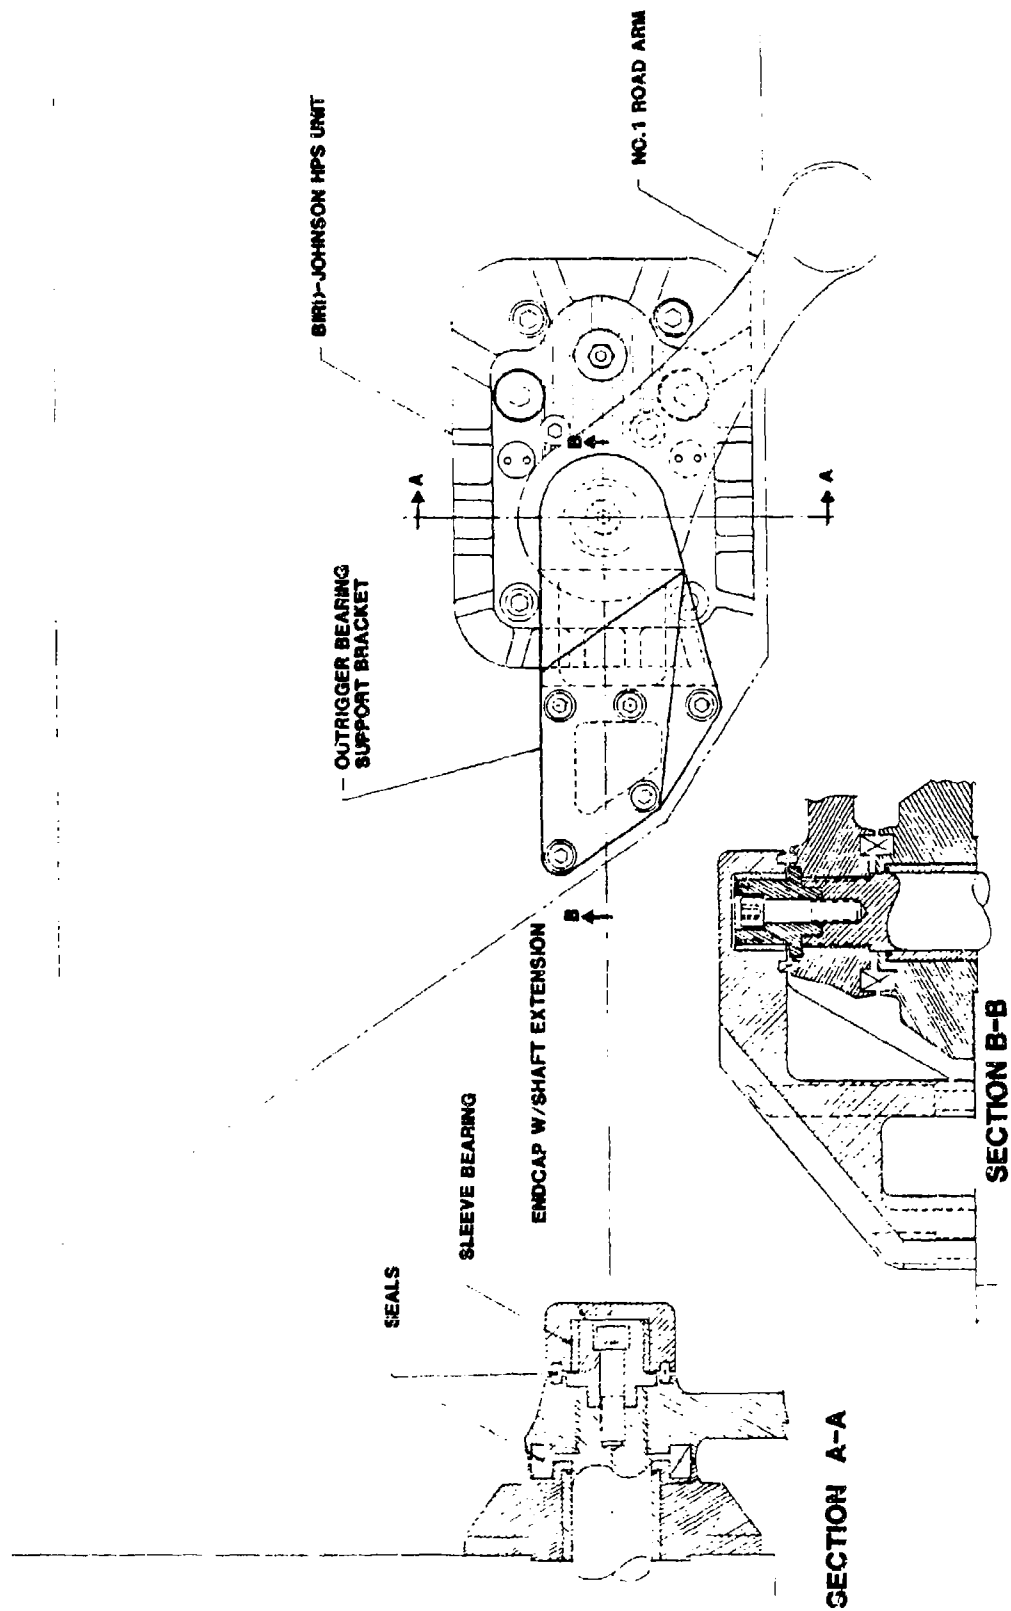 BIRD-JOHNSON HPS UNIT
NO.1 ROAD ARM
OUTRIGGER BEARING
SUPPORT BRACKET
A
A
B
B
ENDCAP W/SHAFT EXTENSION
SLEEVE BEARING
SEALS
SECTION A-A
SECTION B-B